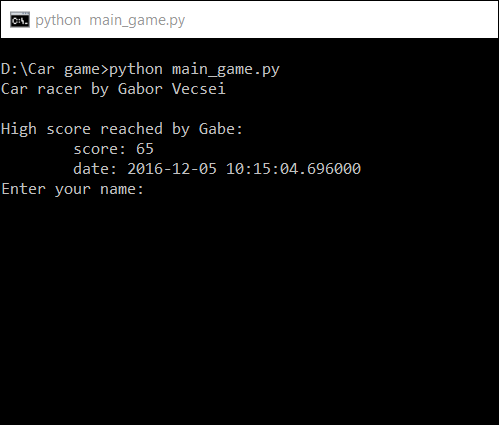 python main_game.py
D:\Car game>python main_game.py
Car racer by Gabor Vecsei
High score reached by Gabe:
score: 65
date: 2016-12-05 10:15:04.696000
Enter your name: